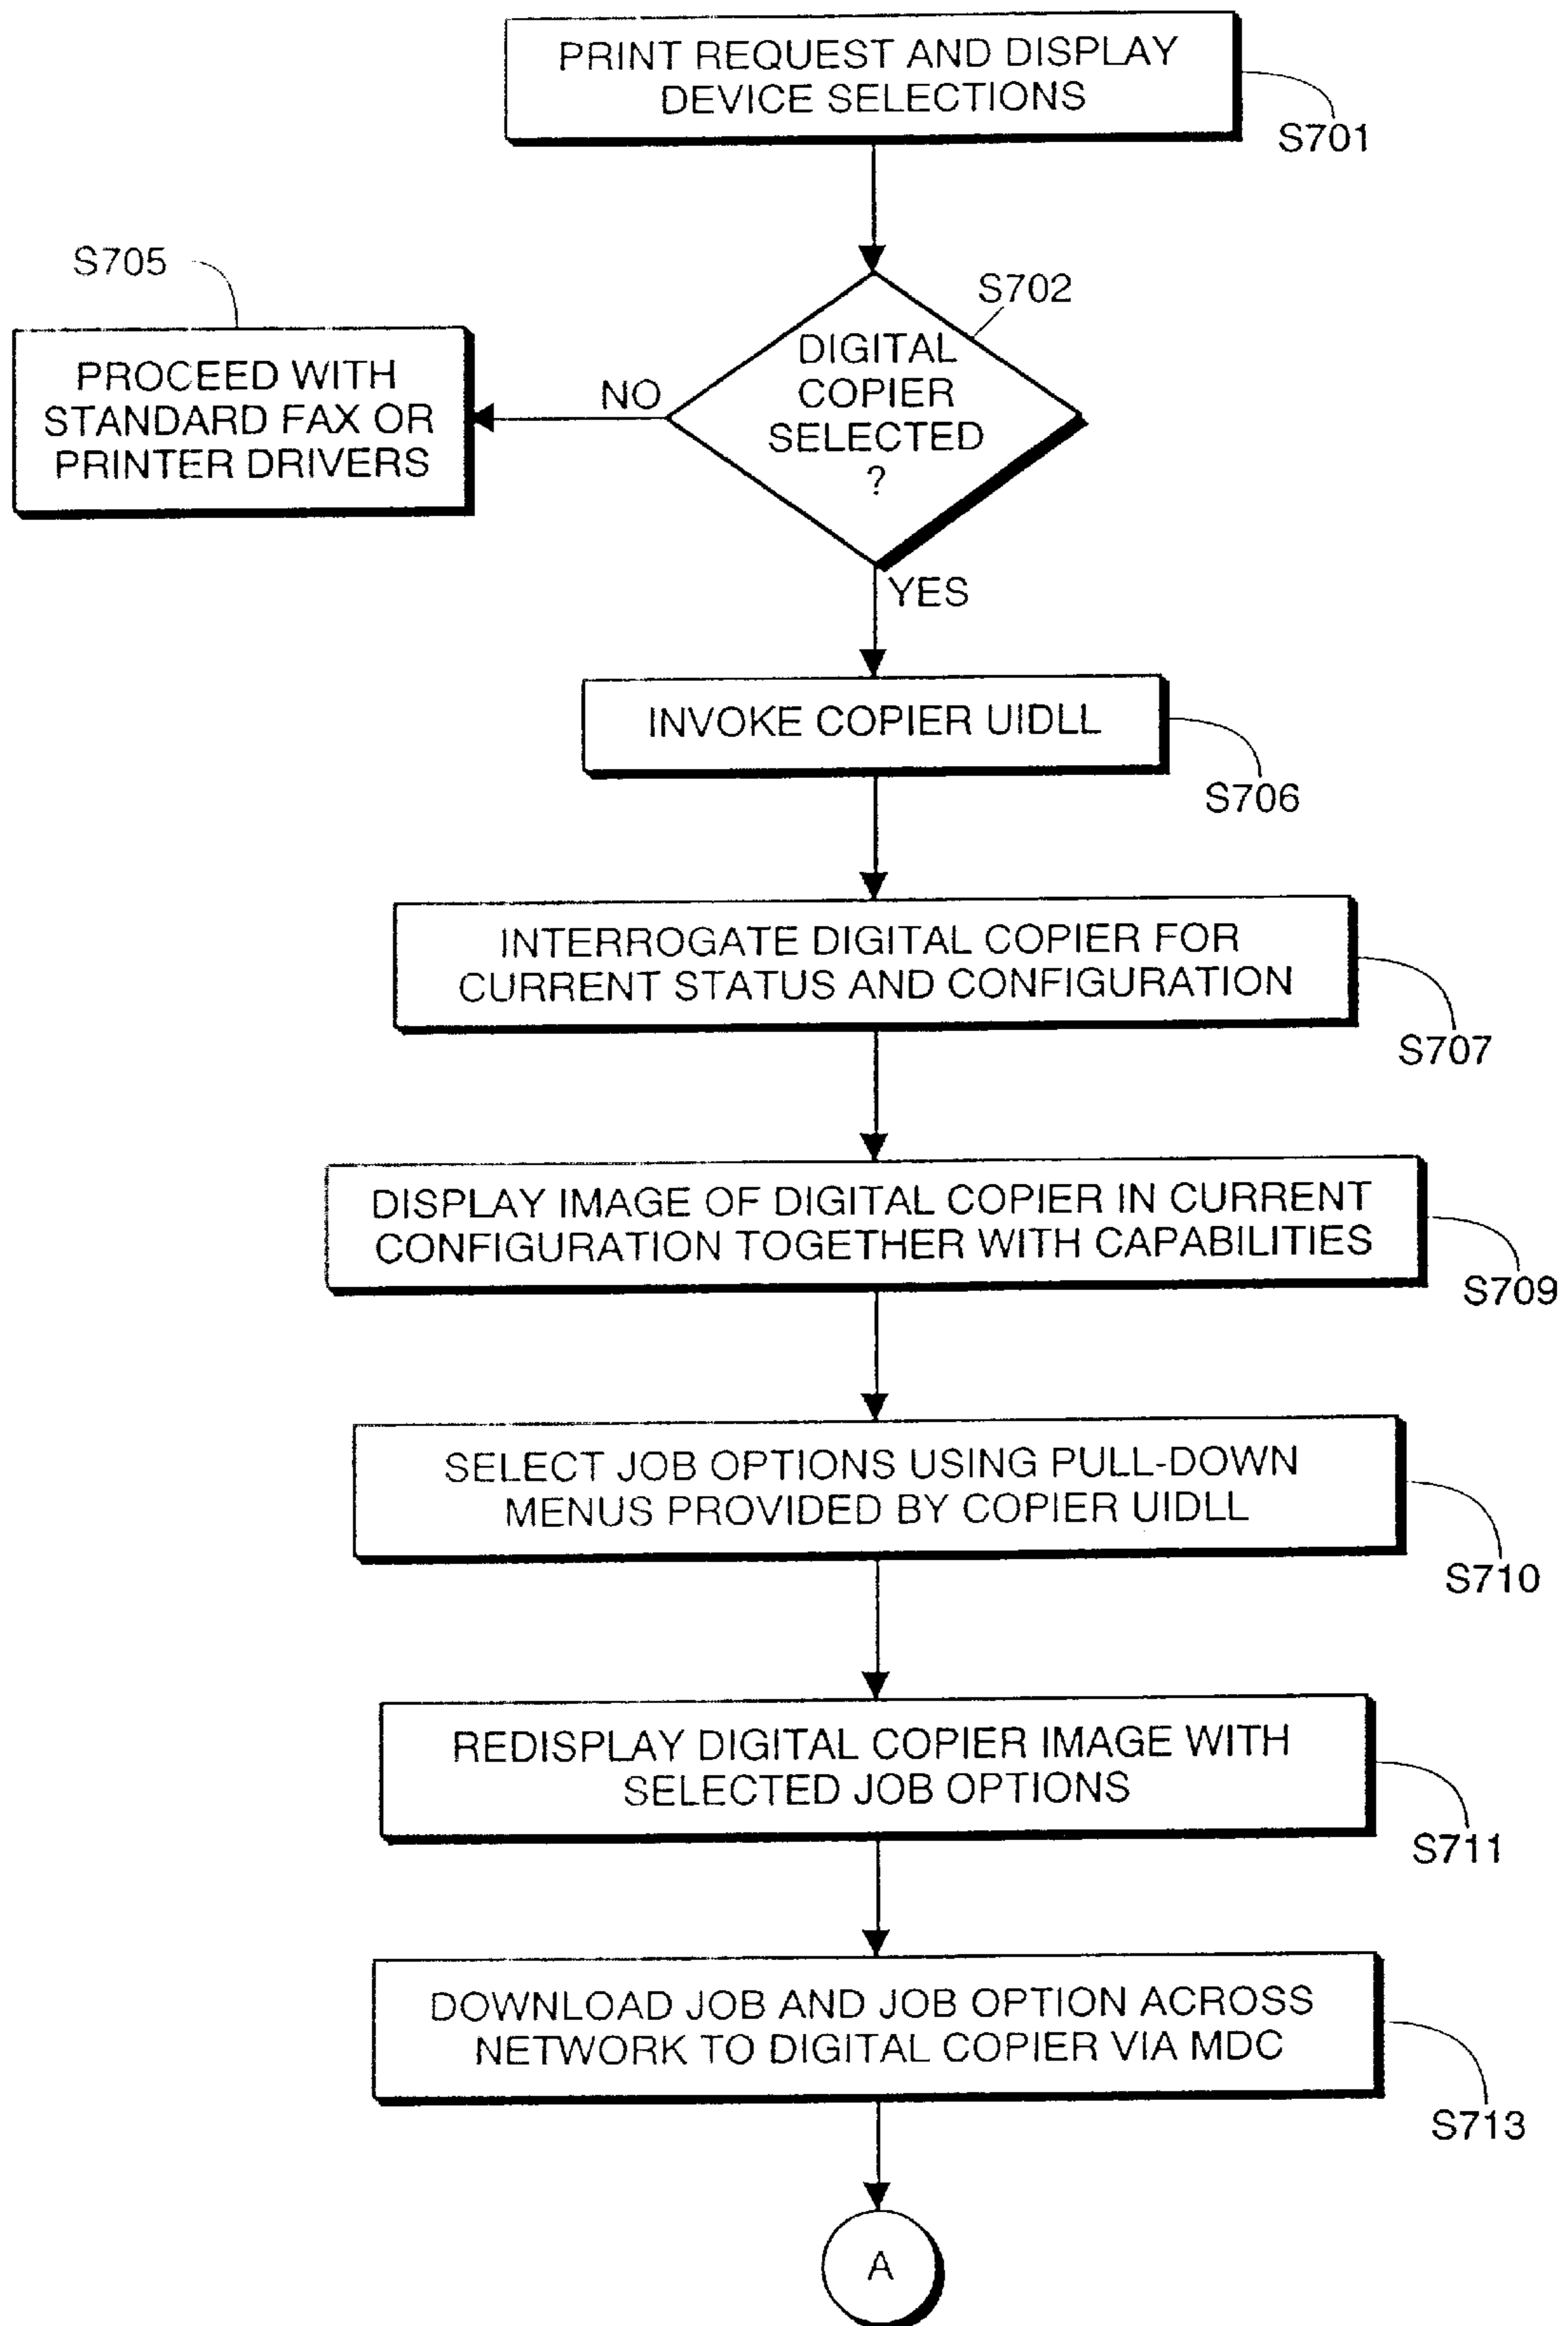 PRINT REQUEST AND DISPLAY
DEVICE SELECTIONS
S701
S705
S702
PROCEED WITH
STANDARD FAX OR
PRINTER DRIVERS
NO
DIGITAL
COPIER
SELECTED
?
YES
INVOKE COPIER UIDLL
S706
INTERROGATE DIGITAL COPIER FOR
CURRENT STATUS AND CONFIGURATION
S707
DISPLAY IMAGE OF DIGITAL COPIER IN CURRENT
CONFIGURATION TOGETHER WITH CAPABILITIES
S709
SELECT JOB OPTIONS USING PULL-DOWN
MENUS PROVIDED BY COPIER UIDLL
S710
REDISPLAY DIGITAL COPIER IMAGE WITH
SELECTED JOB OPTIONS
S711
DOWNLOAD JOB AND JOB OPTION ACROSS
NETWORK TO DIGITAL COPIER VIA MDC
S713
A